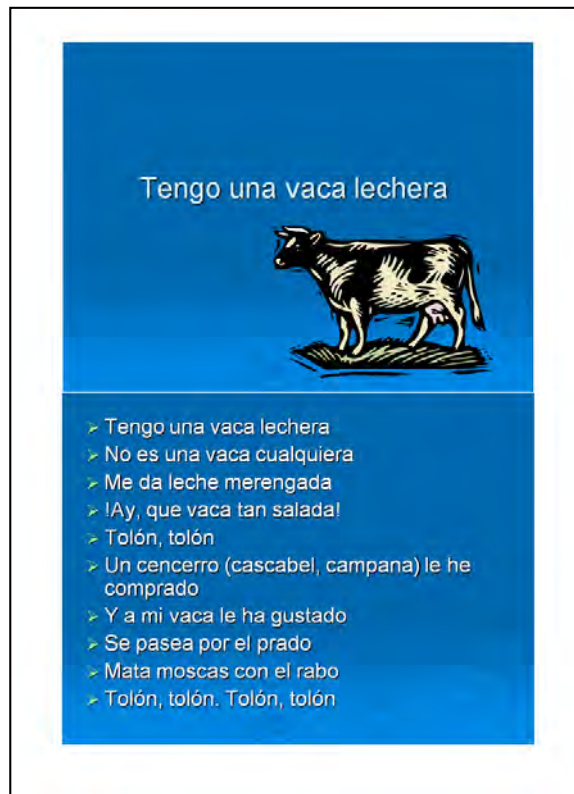 Tengo una vaca lechera
Tengo una vaca lechera
No es una vaca cualquiera
Me da leche merengada
!Ay, que vaca tan salada!
Tolón, tolón
Un cencerro (cascabel, campana) le he
comprado
Y a mi vaca le ha gustado
Se pasea por el prado
Mata moscas con el rabo
Tolón, tolón. Tolón, tolón